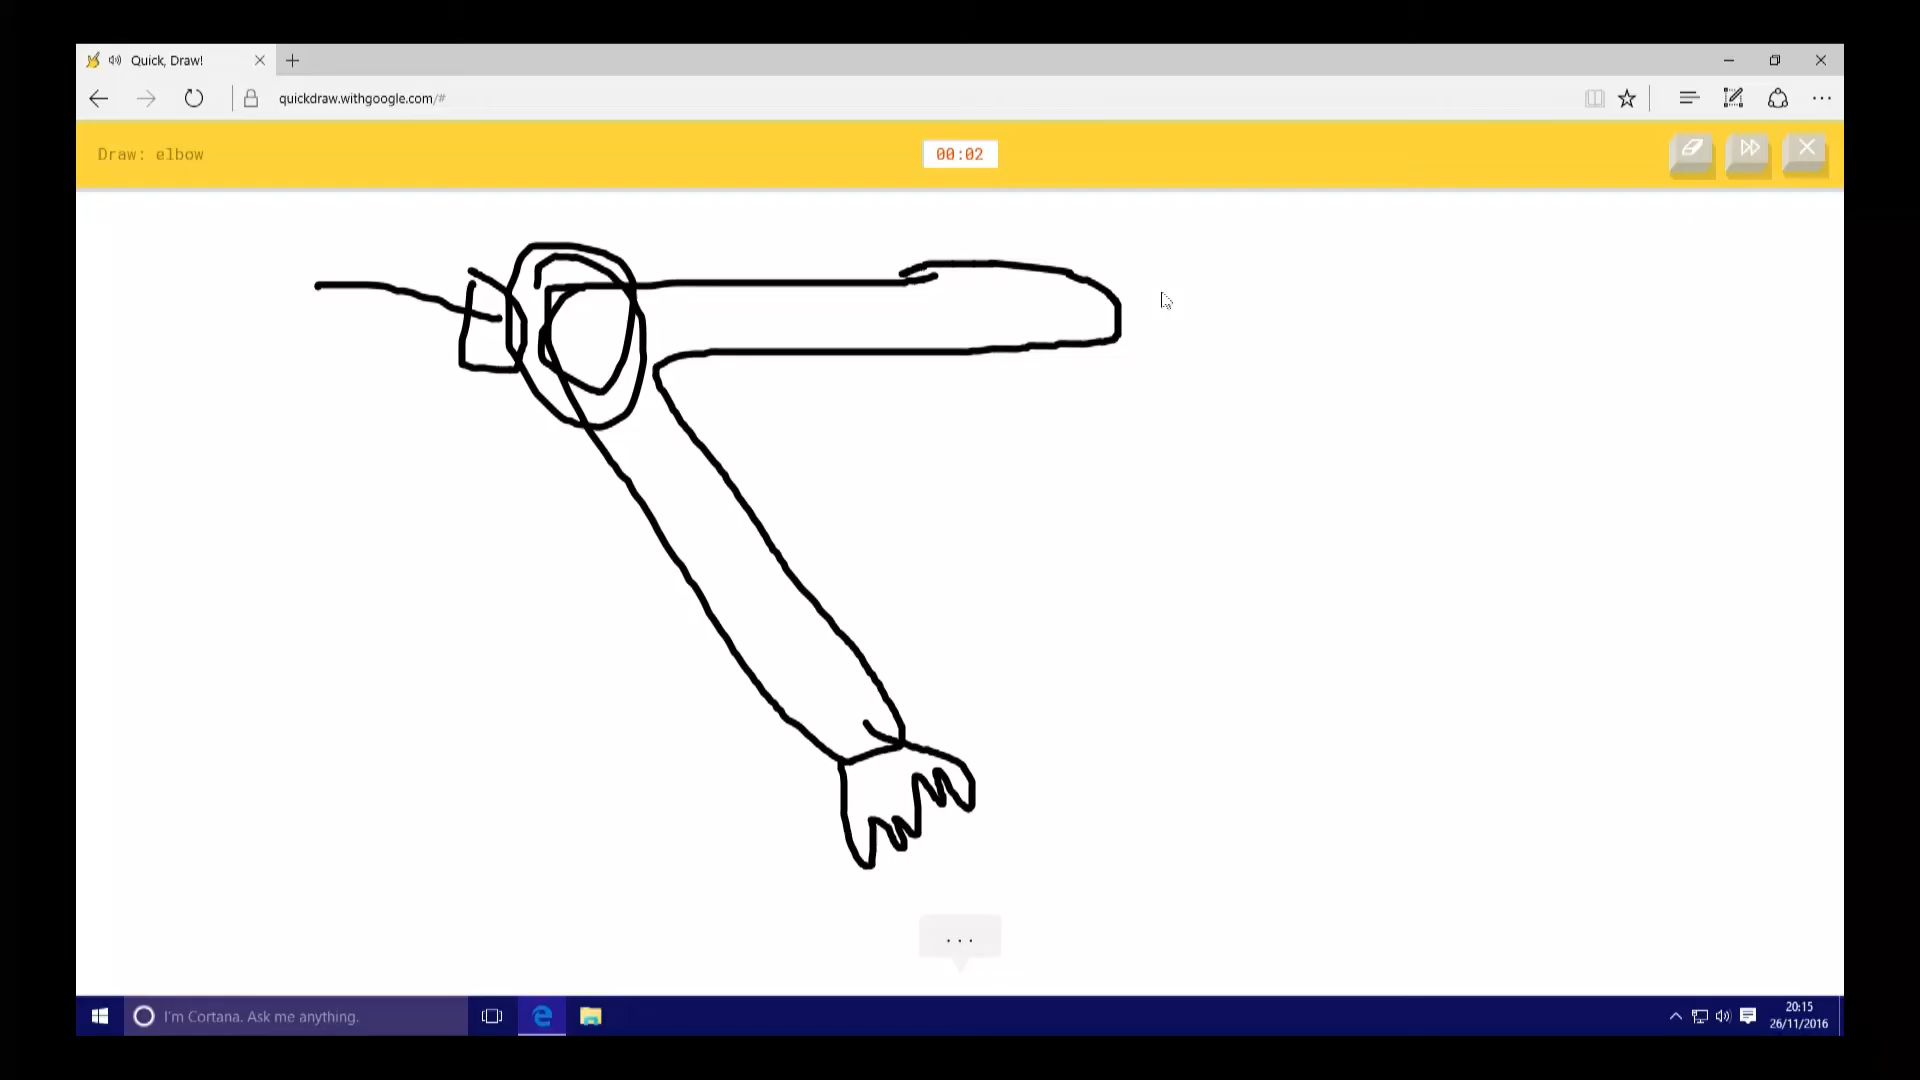 Quick, Draw!
quickdraw.withgoogle.com/#
Draw: elbow
00:02
...
I'm Cortana. Ask me anything.
20:15
26/11/2016